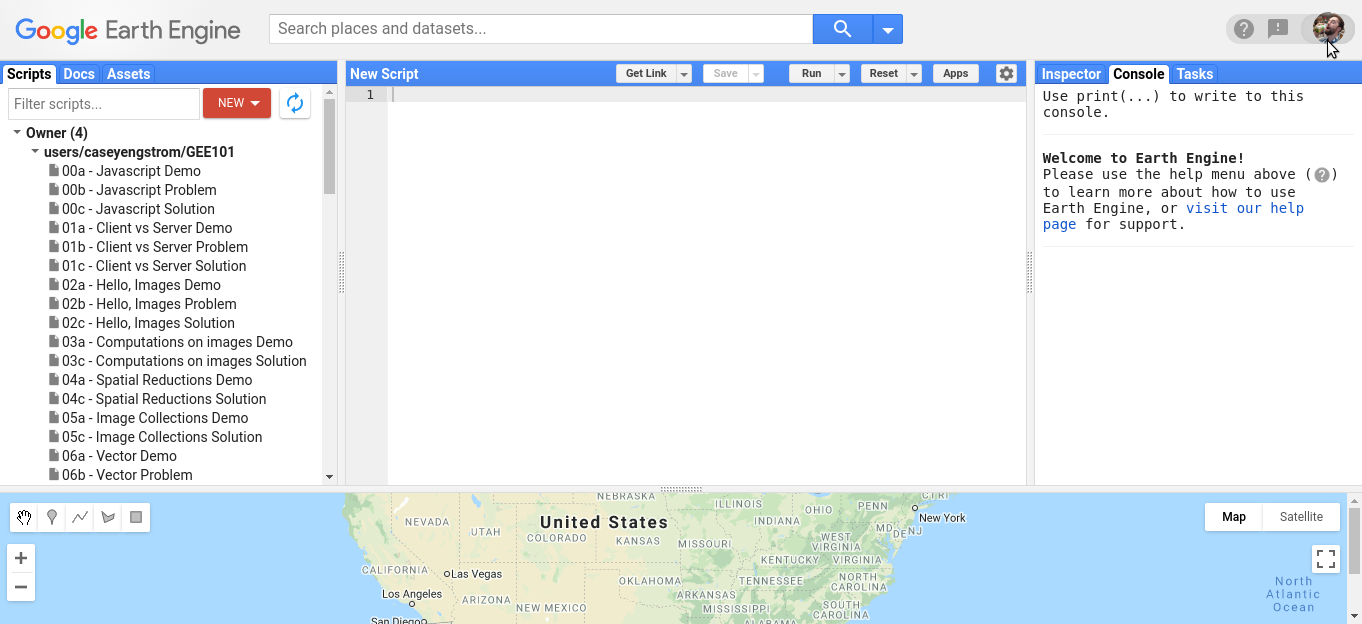 Google Earth Engine
Search places and datasets...
Scripts Docs Assets
Filter scripts...
NEW
Owner (4)
users/caseyengstrom/GEE101
00a - Javascript Demo
00b - Javascript Problem
00c - Javascript Solution
01a - Client vs Server Demo
01b - Client vs Server Problem
01c - Client vs Server Solution
02a - Hello, Images Demo
02b - Hello, Images Problem
02c - Hello, Images Solution
03a - Computations on images Demo
03c - Computations on images Solution
04a - Spatial Reductions Demo
04c - Spatial Reductions Solution
05a - Image Collections Demo
05c - Image Collections Solution
06a - Vector Demo
06b - Vector Problem
New Script
Get Link
Save
Run
Reset
Apps
1
Inspector Console Tasks
Use print(...) to write to this
console.
Welcome to Earth Engine!
Please use the help menu above (?)
to learn more about how to use
Earth Engine, or visit our help
page for support.
NEBRASKA
ILLINOIS
OHIO
PENN
CT RI
New York
NEVADA
United States
INDIANA
UTAH
COLORADO
KANSAS
MISSOURI
WEST
VIRGINIA
MD
DE NJ
KENTUCKY
VIRGINIA
CALIFORNIA
Las Vegas
OKLAHOMA
TENNESSEE
NORTH
CAROLINA
Los Angeles
ARIZONA
NEW MEXICO
ARKANSAS
MISSISSIPPI
SOUTH
CAROLINA
San Diego
Map
Satellite
North
Atlantic
Ocean
+
−